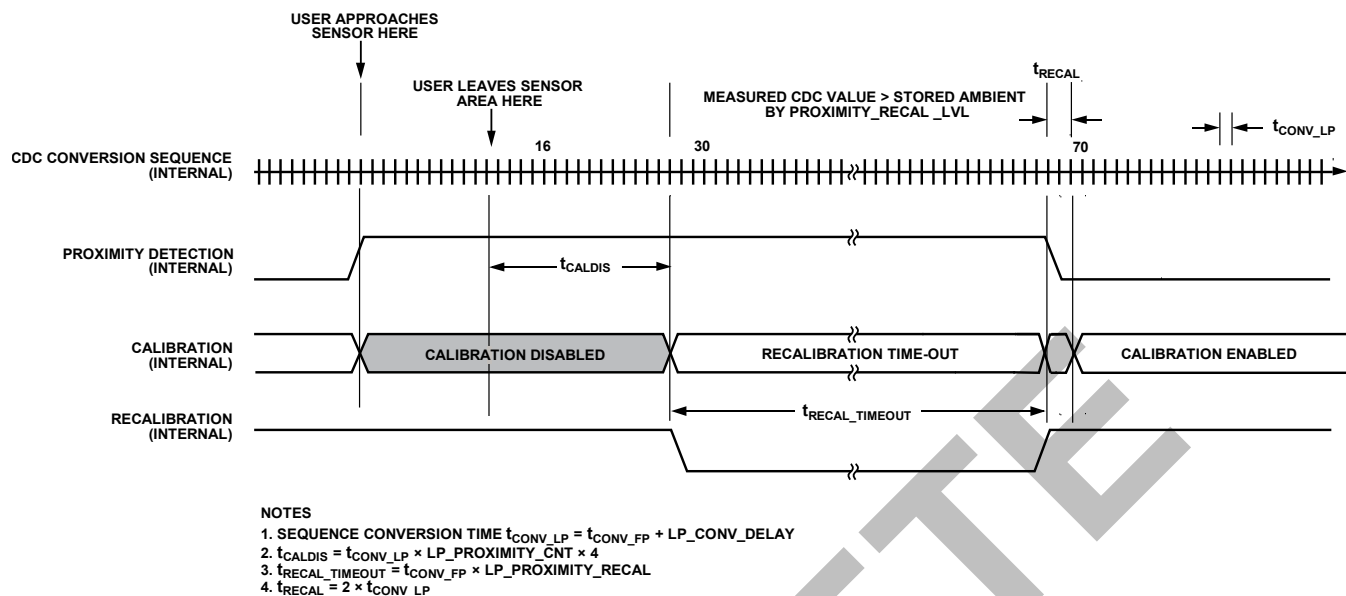 USER APPROACHES
SENSOR HERE
USER LEAVES SENSOR
AREA HERE
MEASURED CDC VALUE > STORED AMBIENT
BY PROXIMITY_RECAL _LVL
tRECAL
tCONV_LP
CDC CONVERSION SEQUENCE
(INTERNAL)
16
30
70
PROXIMITY DETECTION
(INTERNAL)
tCALDIS
CALIBRATION
(INTERNAL)
CALIBRATION DISABLED
RECALIBRATION TIME-OUT
CALIBRATION ENABLED
RECALIBRATION
(INTERNAL)
tRECAL_TIMEOUT
NOTES
1. SEQUENCE CONVERSION TIME tCONV_LP = tCONV_FP + LP_CONV_DELAY
2. tCALDIS = tCONV_LP × LP_PROXIMITY_CNT × 4
3. tRECAL_TIMEOUT = tCONV_FP × LP_PROXIMITY_RECAL
4. tRECAL = 2 × tCONV_LP
TE